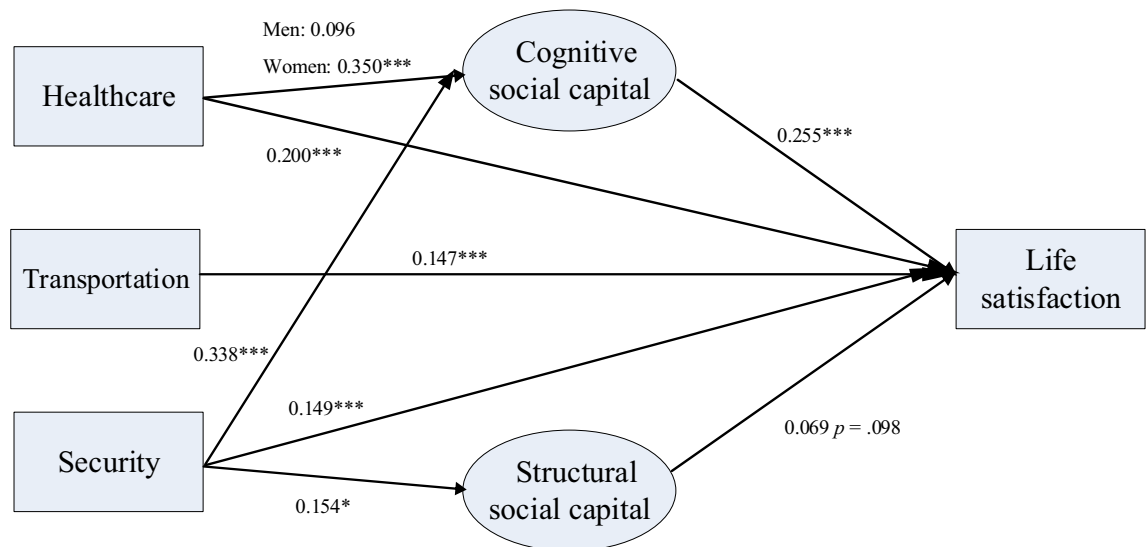 Men: 0.096
Women: 0.350***
Cognitive
social capital
Healthcare
0.200***
0.255***
Transportation
0.147***
Life
satisfaction
0.338***
0.149***
Security
0.069 p = .098
0.154*
Structural
social capital